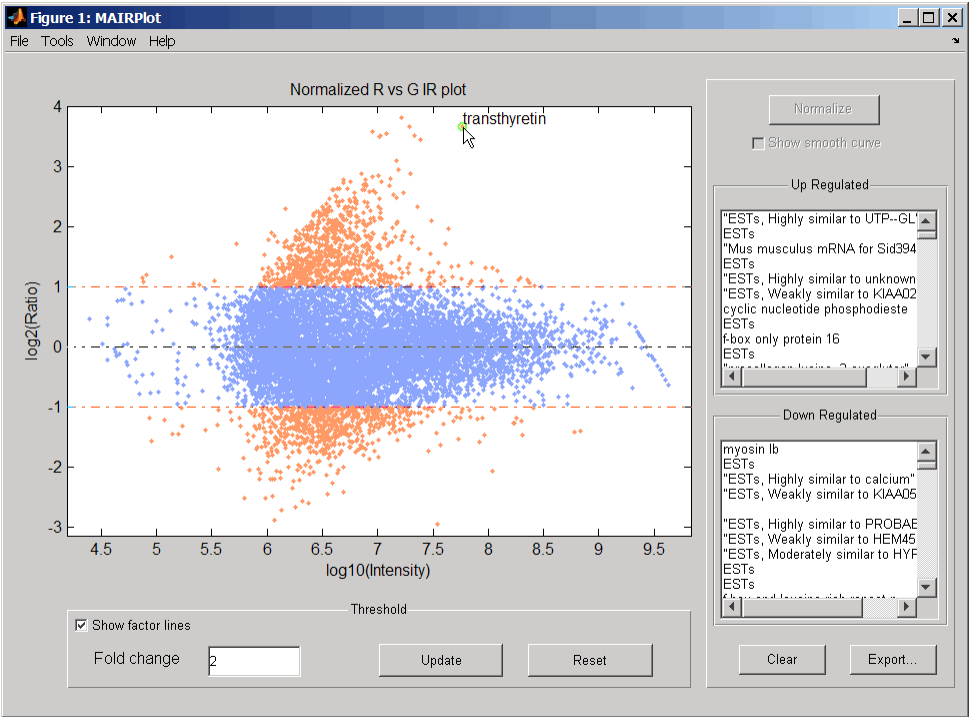 Figure 1: MAIRPlot
File Tools Window Help
Normalized R vs G IR plot
transthyretin
4
3
2
1
0
-1
-2
-3
log2(Ratio)
4.5 5 5.5 6 6.5 7 7.5 8 8.5 9 9.5
log10(Intensity)
Threshold
Show factor lines
Fold change
2
Update
Reset
Normalize
Show smooth curve
Up Regulated
"ESTs, Highly similar to UTP--GL
ESTs
"Mus musculus mRNA for Sid394
ESTs
"ESTs, Highly similar to unknown
"ESTs, Weakly similar to KIAA02
cyclic nucleotide phosphodieste
ESTs
f-box only protein 16
ESTs
Down Regulated
myosin Ib
ESTs
"ESTs, Highly similar to calcium"
"ESTs, Weakly similar to KIAA05
"ESTs, Highly similar to PROBAE
"ESTs, Weakly similar to HEM45
"ESTs, Moderately similar to HYF
ESTs
ESTs
Clear
Export...